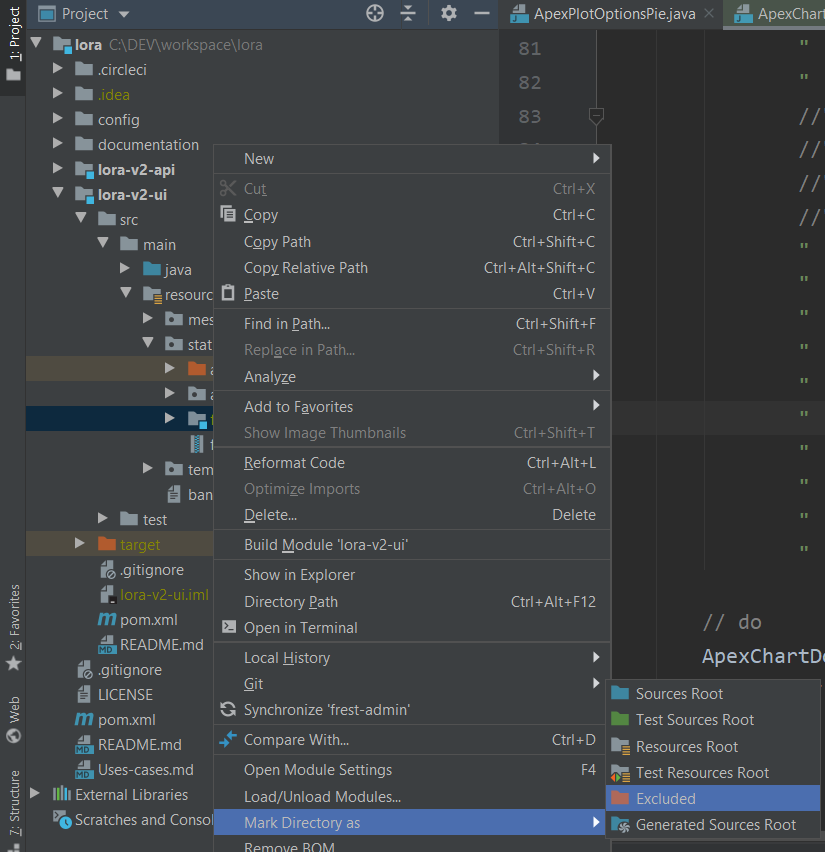 1: Project
Project
ApexPlotOptionsPie.java
ApexChart
lora C:\DEV\workspace\lora
81
.circleci
82
.idea
83
config
//
documentation
//
lora-v2-api
//
lora-v2-ui
//
src
main
java
resourc
mes
stat
a
a
f
f
tem
ban
test
target
.gitignore
lora-v2-ui.iml
pom.xml
README.md
.gitignore
LICENSE
pom.xml
README.md
Uses-cases.md
External Libraries
Scratches and Consol
New
Cut Ctrl+X
Copy Ctrl+C
Copy Path Ctrl+Shift+C
Copy Relative Path Ctrl+Alt+Shift+C
Paste Ctrl+V
Find in Path... Ctrl+Shift+F
Replace in Path... Ctrl+Shift+R
Analyze
Add to Favorites
Show Image Thumbnails Ctrl+Shift+T
Reformat Code Ctrl+Alt+L
Optimize Imports Ctrl+Alt+O
Delete... Delete
Build Module 'lora-v2-ui'
Show in Explorer
Directory Path Ctrl+Alt+F12
Open in Terminal
Local History
Git
Synchronize 'frest-admin'
Compare With... Ctrl+D
Open Module Settings F4
Load/Unload Modules...
Mark Directory as
Remove BOM
// do
ApexChartDo
Sources Root
Test Sources Root
Resources Root
Test Resources Root
Excluded
Generated Sources Root
2: Favorites
Web
7: Structure